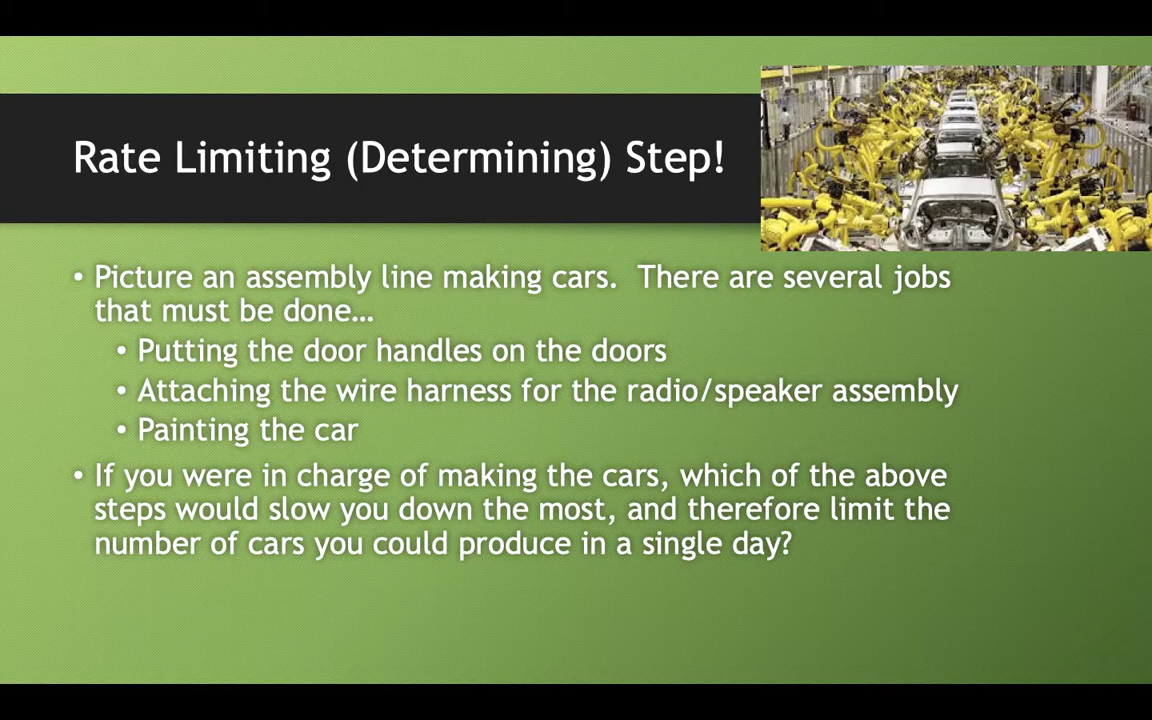 Rate Limiting (Determining) Step!
• Picture an assembly line making cars.  There are several jobs
that must be done…
• Putting the door handles on the doors
• Attaching the wire harness for the radio/speaker assembly
• Painting the car
• If you were in charge of making the cars, which of the above
steps would slow you down the most, and therefore limit the
number of cars you could produce in a single day?